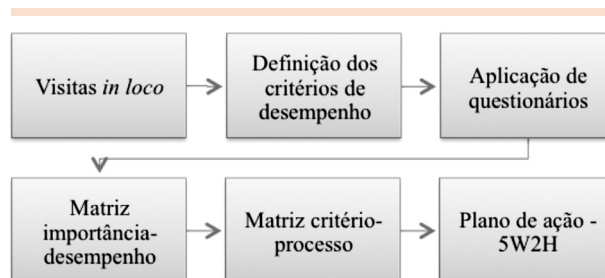 Visitas in loco
Definição dos
critérios de
desempenho
Aplicação de
questionários
Matriz
importância-
desempenho
Matriz critério-
processo
Plano de ação -
5W2H